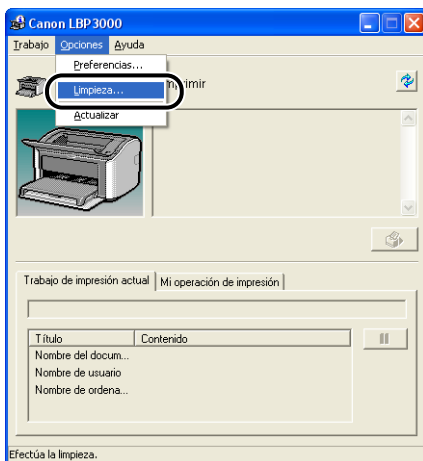 Canon LBP3000
Trabajo Opciones Ayuda
Preferencias...
Limpieza...
Actualizar
Trabajo de impresión actual Mi operación de impresión
Título Contenido
Nombre del docum...
Nombre de usuario
Nombre de ordena...
Efectúa la limpieza.